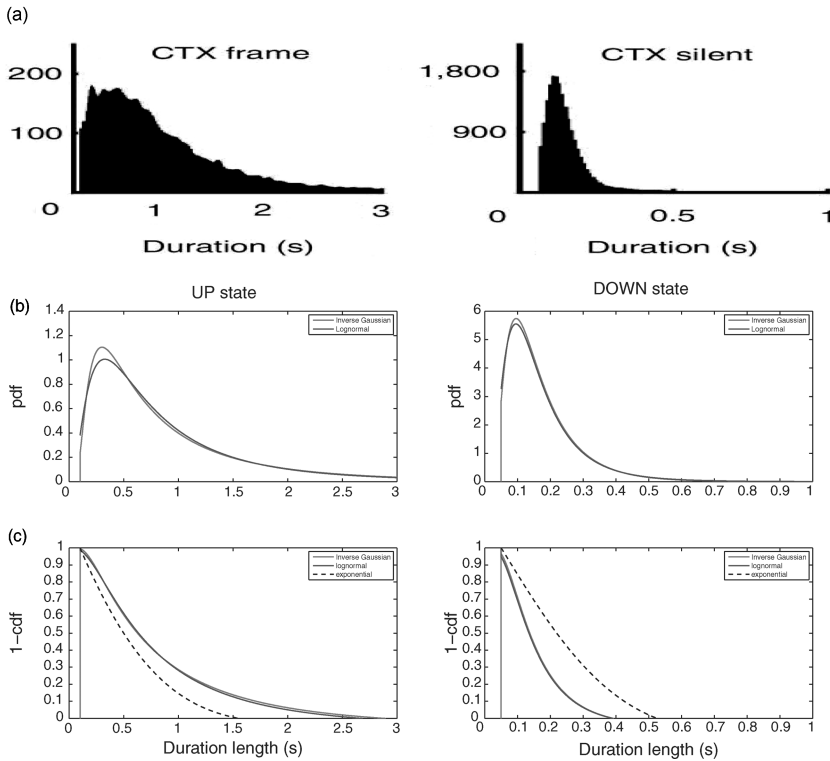 (a)
CTX frame
200
100
0 1 2 3
Duration (s)
CTX silent
1,800
900
0 0.5 1
Duration (s)
(b)
UP state
1.4
1.2
1
0.8
0.6
0.4
0.2
0
pdf
Inverse Gaussian
Lognormal
0 0.5 1 1.5 2 2.5 3
DOWN state
6
5
4
3
2
1
0
pdf
Inverse Gaussian
Lognormal
0 0.1 0.2 0.3 0.4 0.5 0.6 0.7 0.8 0.9 1
(c)
1
0.9
0.8
0.7
0.6
0.5
0.4
0.3
0.2
0.1
0
1−cdf
Inverse Gaussian
lognormal
exponential
0 0.5 1 1.5 2 2.5 3
Duration length (s)
1
0.9
0.8
0.7
0.6
0.5
0.4
0.3
0.2
0.1
0
1−cdf
Inverse Gaussian
lognormal
exponential
0 0.1 0.2 0.3 0.4 0.5 0.6 0.7 0.8 0.9 1
Duration length (s)